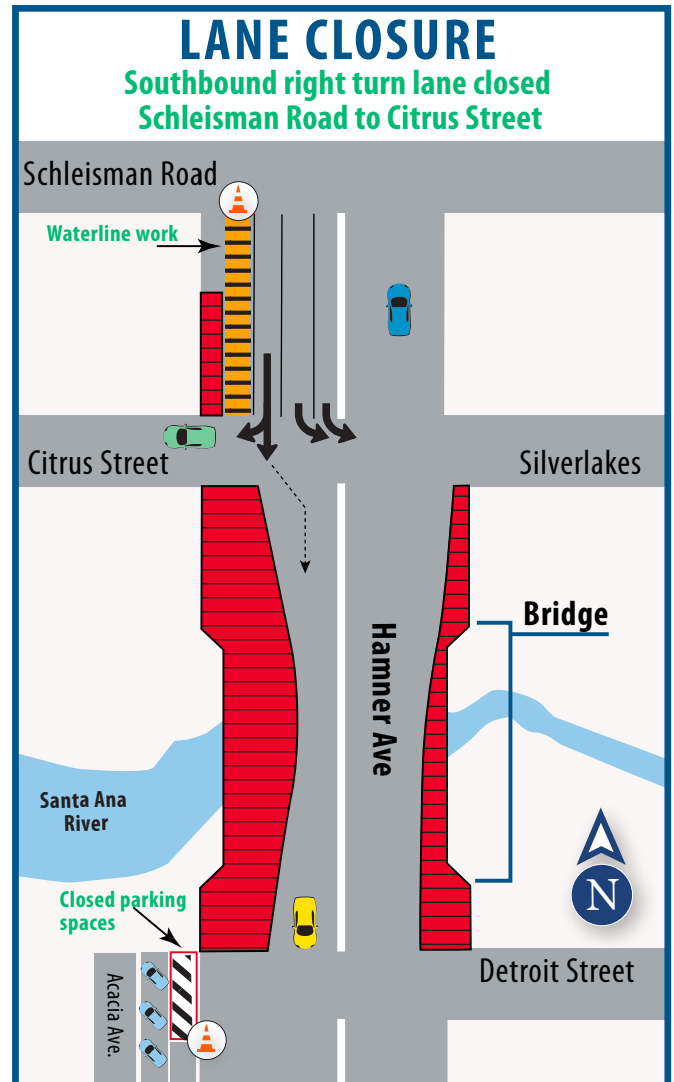 LANE CLOSURE
Southbound right turn lane closed
Schleisman Road to Citrus Street
Schleisman Road
Waterline work
Citrus Street
Silverlakes
Bridge
Hamner Ave
Santa Ana
River
N
Closed parking
spaces
Detroit Street
Acacia Ave.